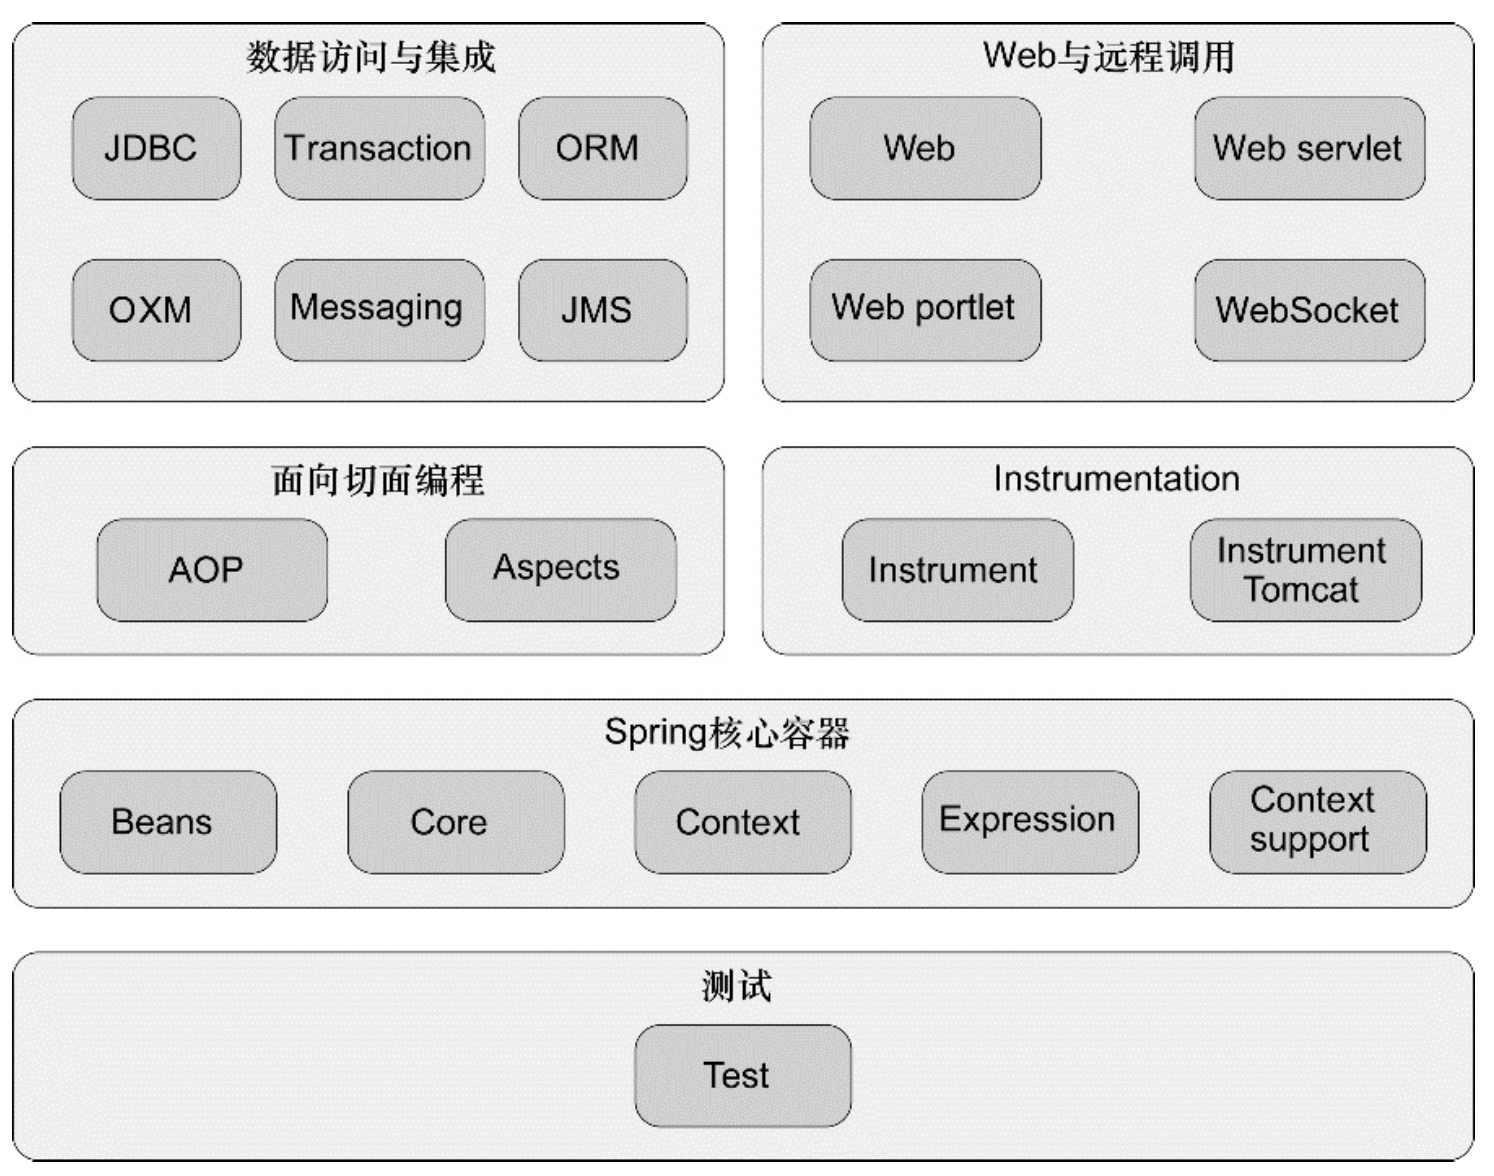 数据访问与集成
JDBC
Transaction
ORM
OXM
Messaging
JMS
Web与远程调用
Web
Web servlet
Web portlet
WebSocket
面向切面编程
AOP
Aspects
Instrumentation
Instrument
Instrument
Tomcat
Spring核心容器
Beans
Core
Context
Expression
Context
support
测试
Test